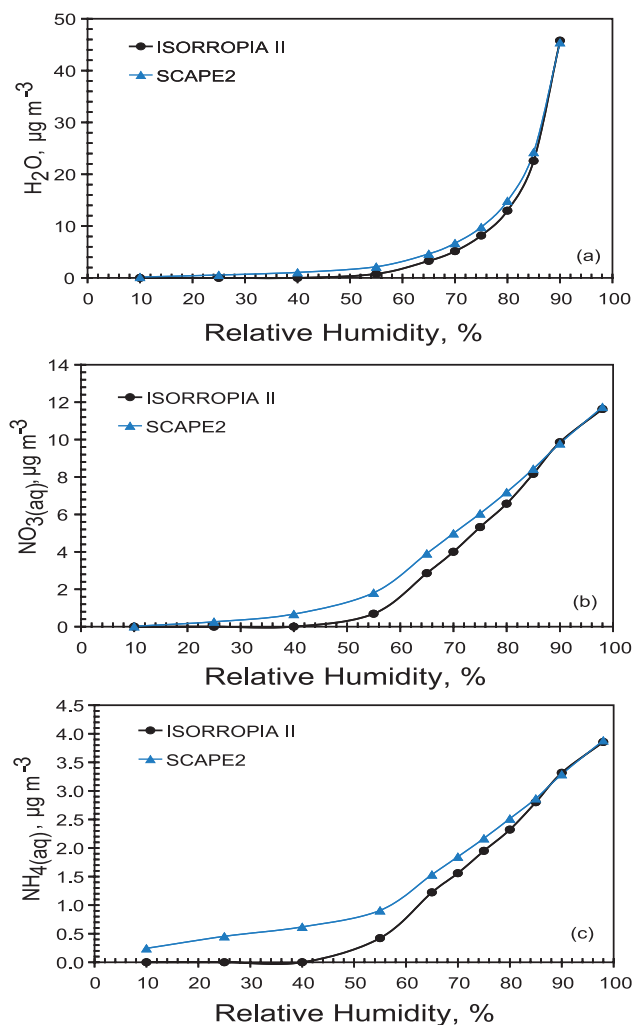 50
40
30
20
10
0
H2O, µg m-3
ISORROPIA II
SCAPE2
(a)
0 10 20 30 40 50 60 70 80 90 100
Relative Humidity, %
14
12
10
8
6
4
2
0
NO3(aq), µg m-3
ISORROPIA II
SCAPE2
(b)
0 10 20 30 40 50 60 70 80 90 100
Relative Humidity, %
4.5
4.0
3.5
3.0
2.5
2.0
1.5
1.0
0.5
0.0
NH4(aq), µg m-3
ISORROPIA II
SCAPE2
(c)
0 10 20 30 40 50 60 70 80 90 100
Relative Humidity, %